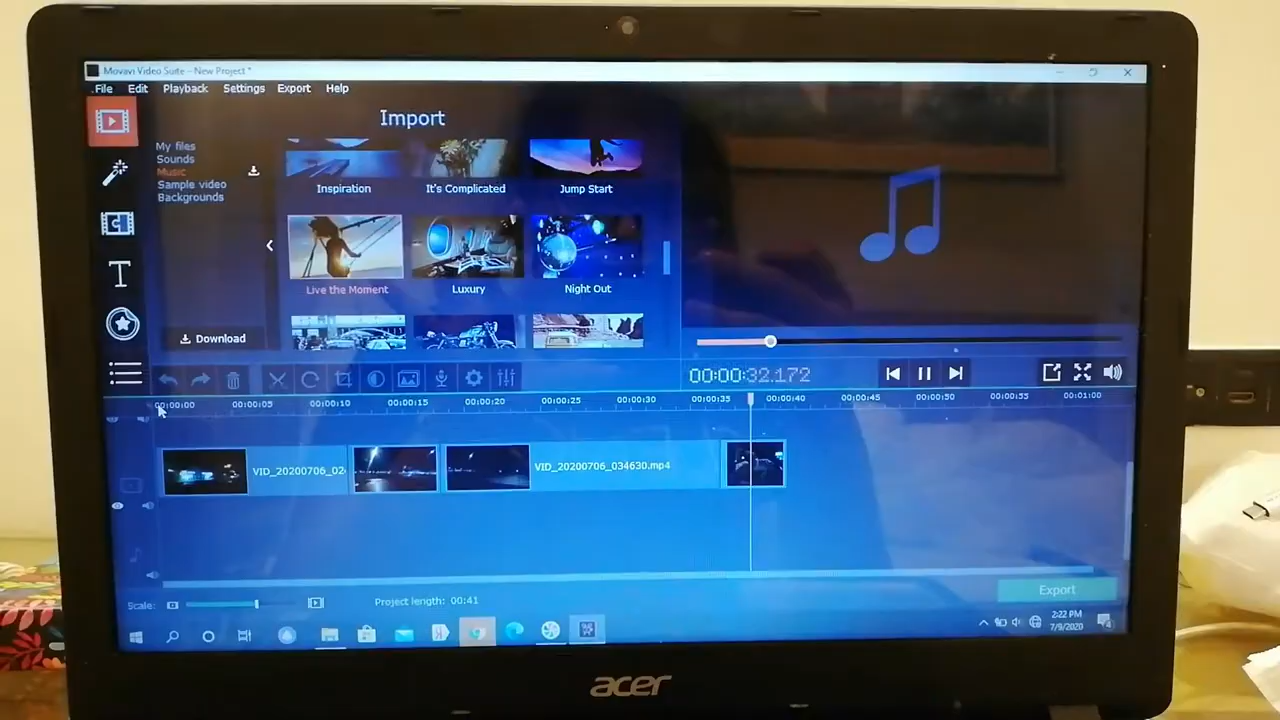 Movavi Video Suite – New Project *
File Edit Playback Settings Export Help
Import
My files
Sounds
Music
Sample video
Backgrounds
Download
Inspiration It's Complicated Jump Start
Live the Moment Luxury Night Out
00:00:32.172
00:00:00 00:00:05 00:00:10 00:00:15 00:00:20 00:00:25 00:00:30 00:00:35 00:00:40 00:00:45 00:00:50 00:00:55 00:01:00
VID_20200706_02 VID_20200706_034630.mp4
Export
Scale: Project length: 00:41
2:22 PM
7/9/2020
acer